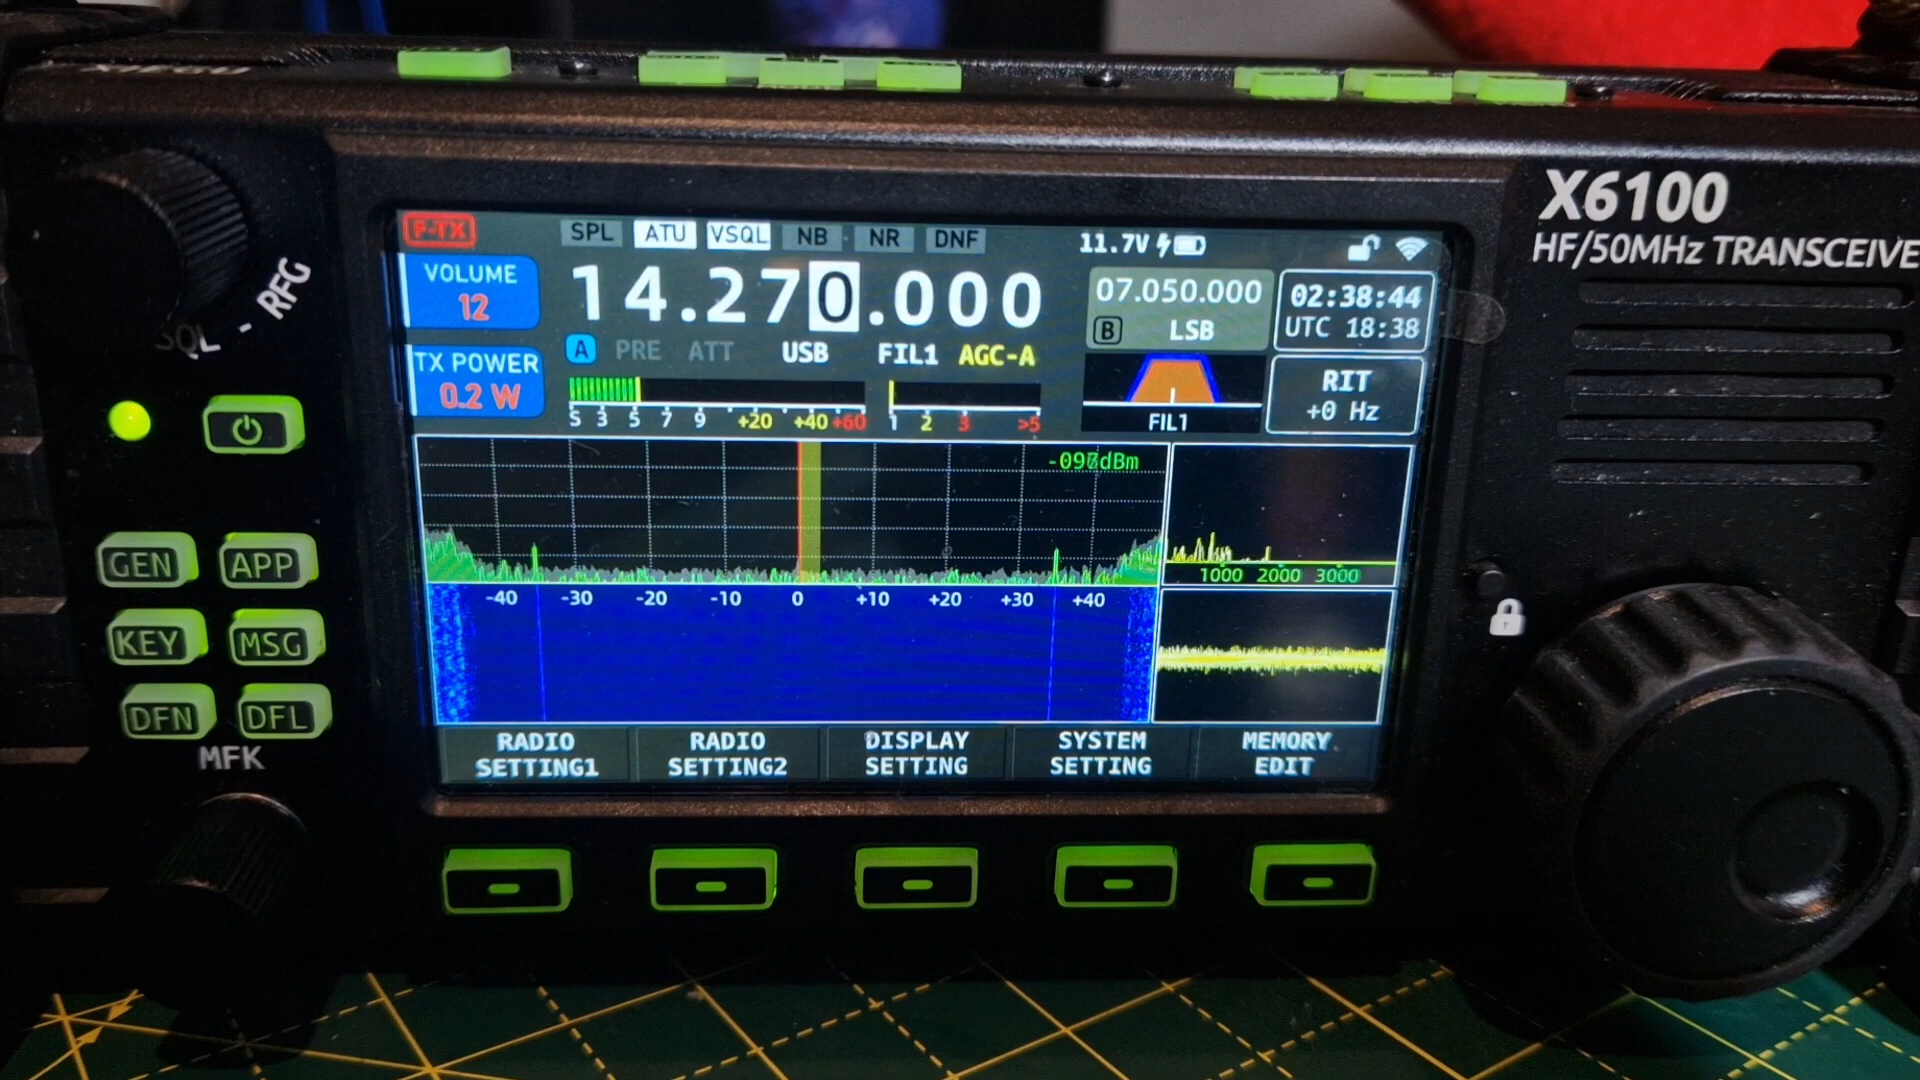 X6100
HF/50MHz TRANSCEIVE
F-TX
SPL ATU VSQL NB NR DNF
11.7V
VOLUME
12
14.270.000
07.050.000
B LSB
02:38:44
UTC 18:38
A PRE ATT USB FIL1 AGC-A
TX POWER
0.2 W
S 3 5 7 9 +20 +40 +60
1 2 3 >5
FIL1
RIT
+0 Hz
1000 2000 3000
-40 -30 -20 -10 0 +10 +20 +30 +40
RADIO SETTING1
RADIO SETTING2
DISPLAY SETTING
SYSTEM SETTING
MEMORY EDIT
SQL - RFG
GEN APP
KEY MSG
DFN DFL
MFK